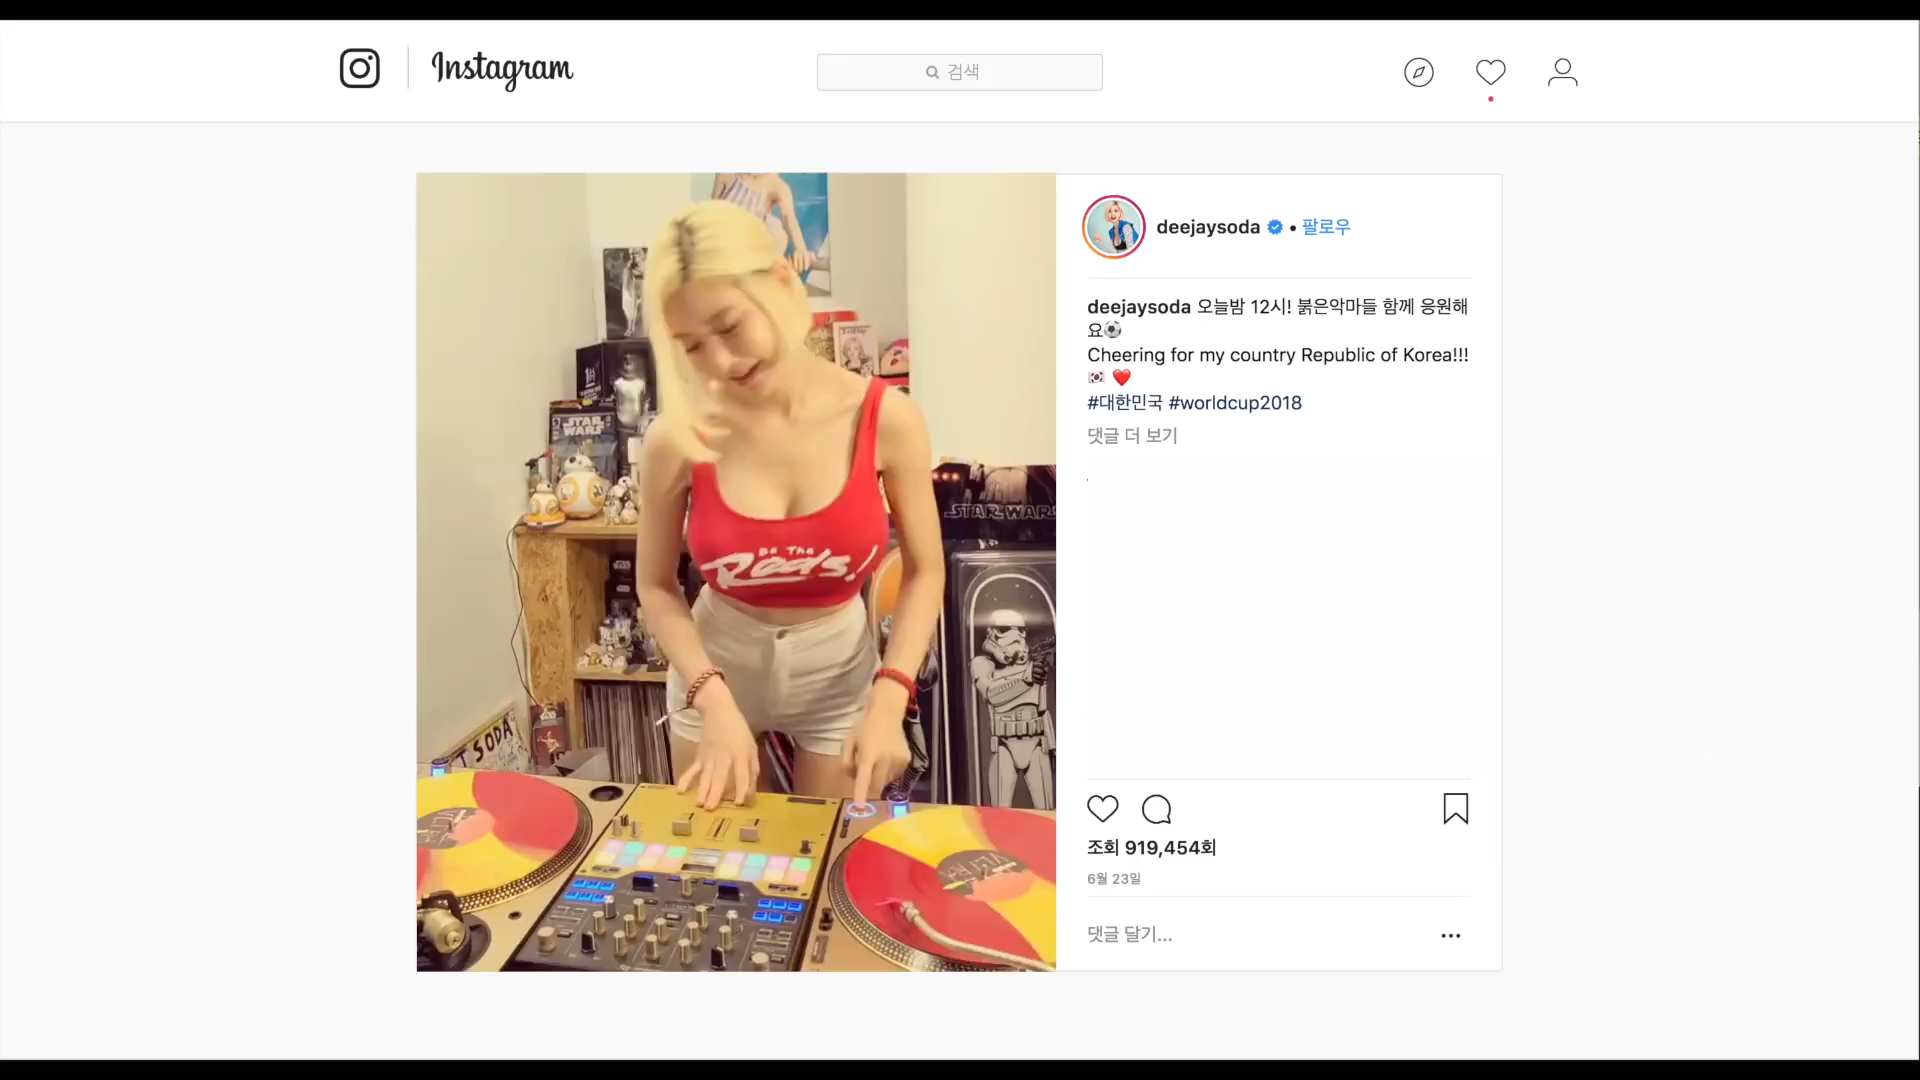 Instagram
검색
deejaysoda • 팔로우
deejaysoda 오늘밤 12시! 붉은악마들 함께 응원해
요⚽
Cheering for my country Republic of Korea!!!
🇰🇷 ❤️
#대한민국 #worldcup2018
댓글 더 보기
STAR
WARS
STAR WARS
Be The
Reds!
T SODA
조회 919,454회
6월 23일
댓글 달기...